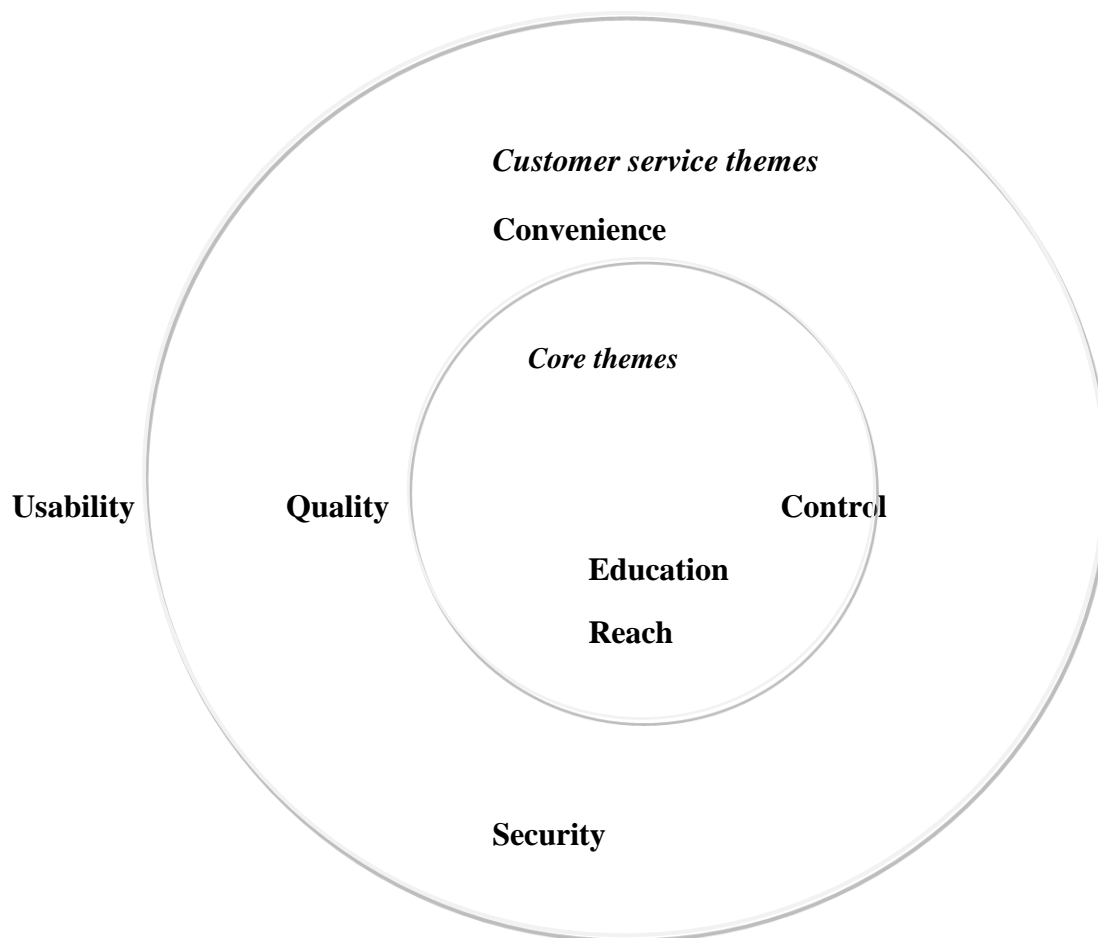 Customer service themes
Convenience
Core themes
Usability Quality Control
Education
Reach
Security